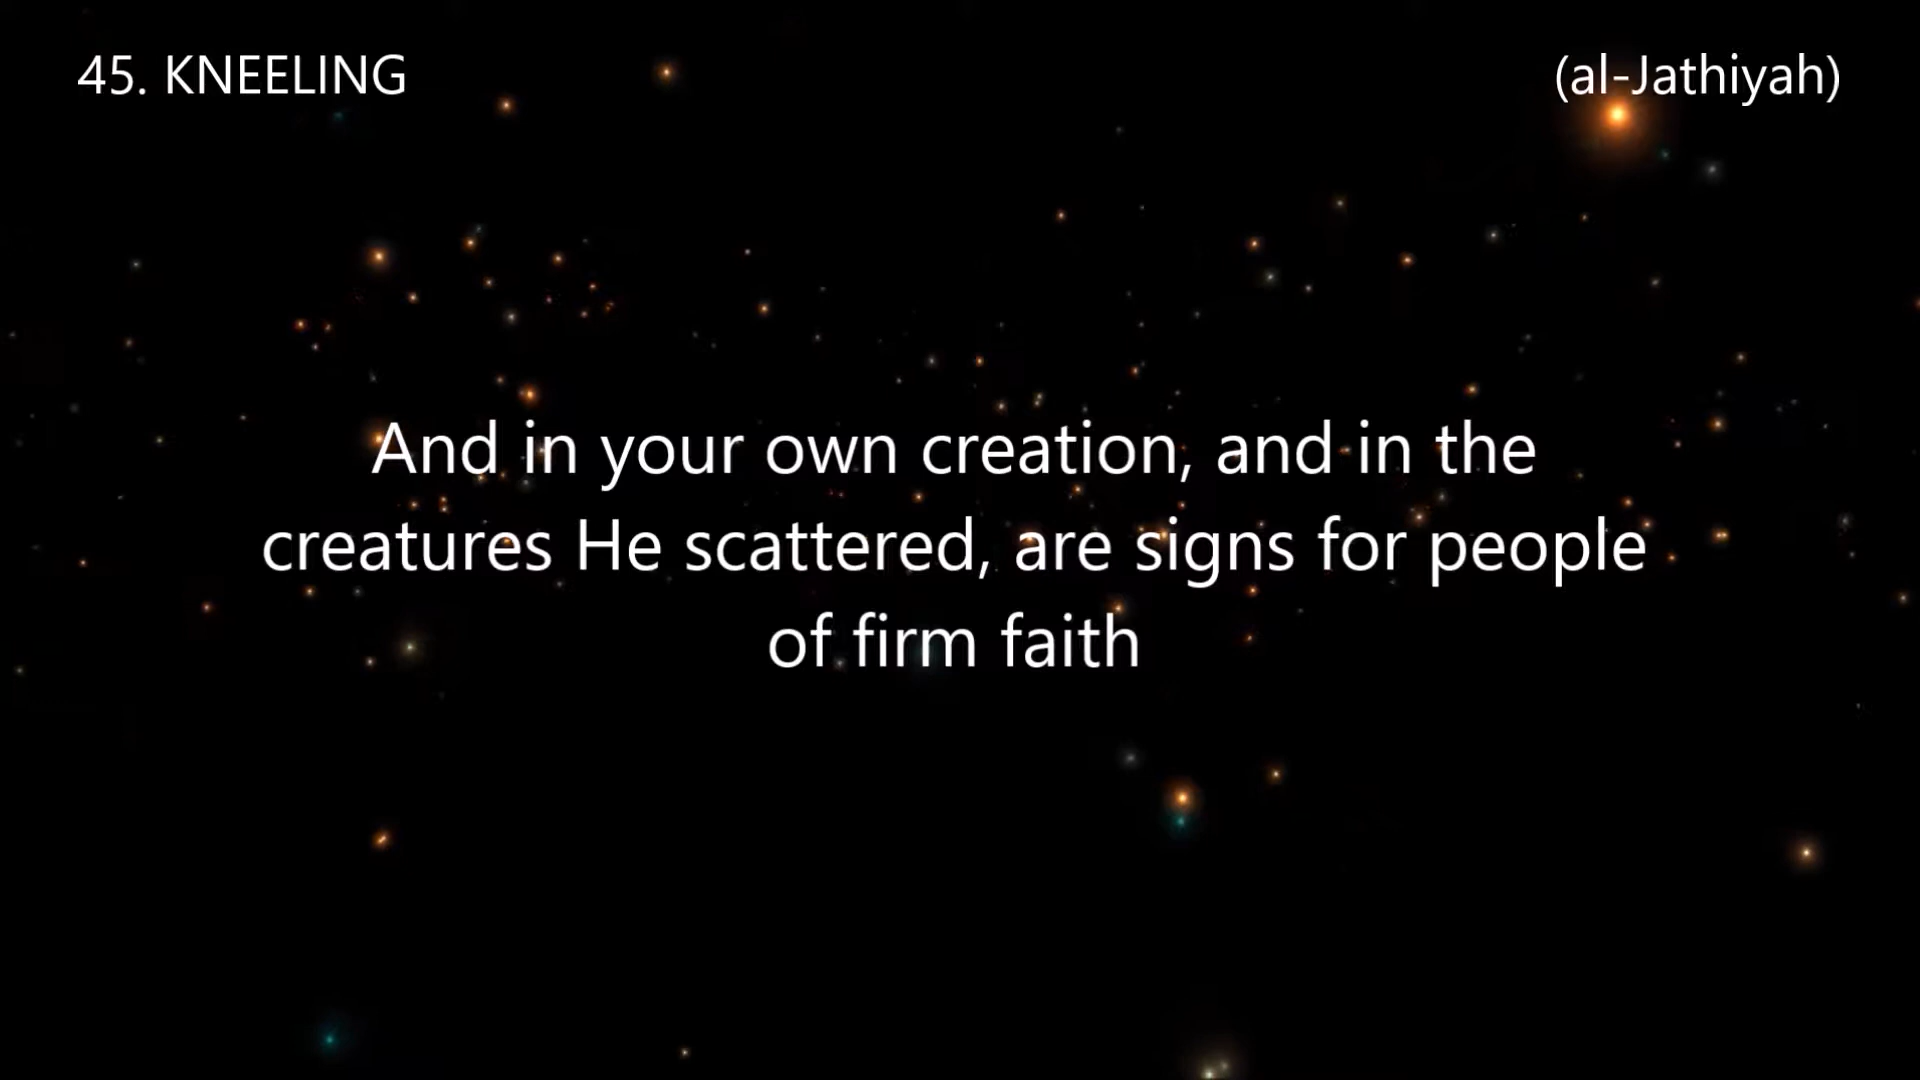 45. KNEELING
(al-Jathiyah)
And in your own creation, and in the
creatures He scattered, are signs for people
of firm faith